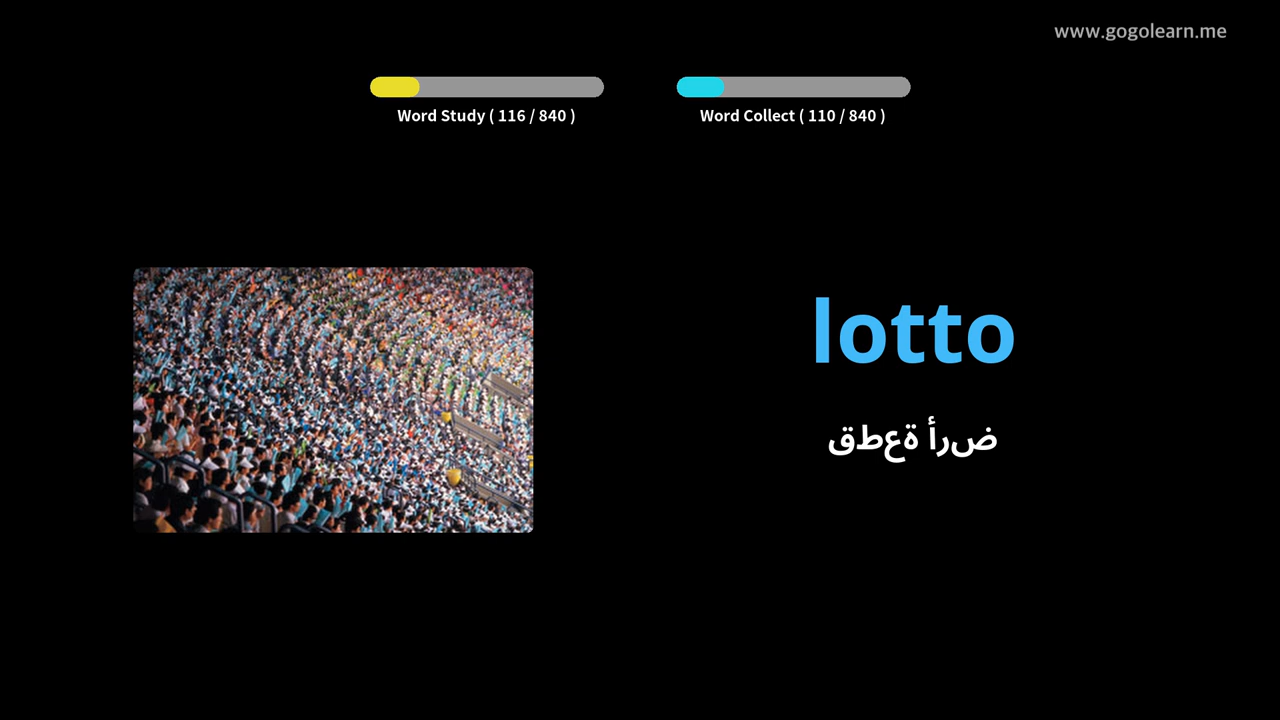 www.gogolearn.me
Word Study ( 116 / 840 )
Word Collect ( 110 / 840 )
lotto
ضرأ ةعطق